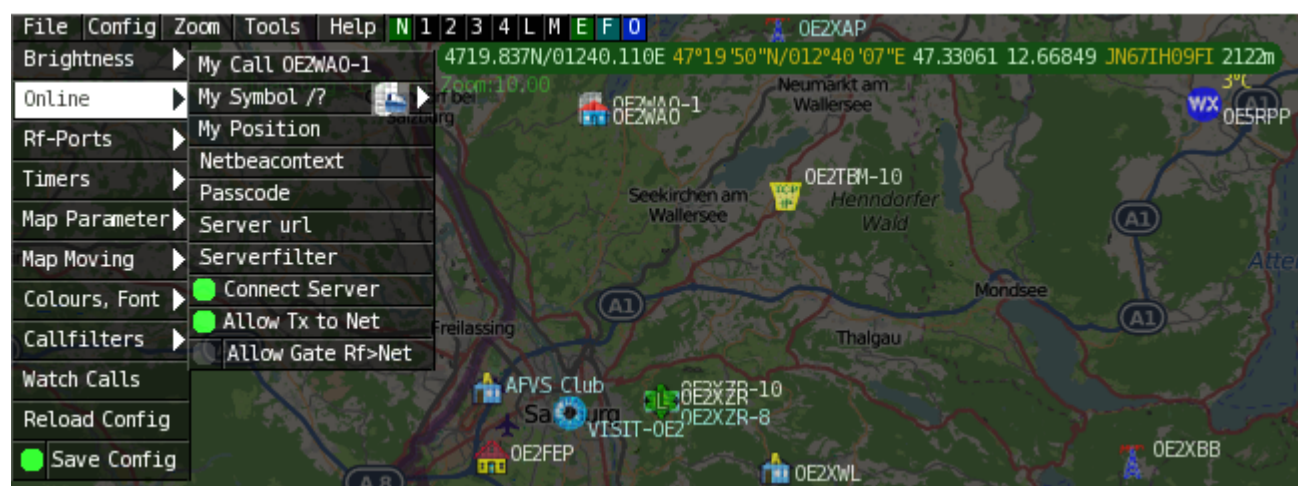 File Config Zoom Tools Help N 1 2 3 4 L M E F O
OE2XAP
4719.837N/01240.110E 47°19'50"N/012°40'07"E 47.33061 12.66849 JN67IH09FI 2122m
Zoom:10.00
Brightness
Online
Rf-Ports
Timers
Map Parameter
Map Moving
Colours, Font
Callfilters
Watch Calls
Reload Config
Save Config
My Call OE2WAO-1
My Symbol /?
My Position
Netbeacontext
Passcode
Server url
Serverfilter
Connect Server
Allow Tx to Net
Allow Gate Rf>Net
Neumarkt am
Wallersee
3°C
WX
A1
OE5RPP
OE2WAO-1
OE2WAO
OE2TBM-10
Seekirchen am
Wallersee
Henndorfer
Wald
A1
Mondsee
A1
A1
Freilassing
Thalgau
AFVS Club
OE2XZR-10
OE2XZR
L
OE2XZR-8
VISIT-OE2
OE2FEP
OE2XWL
OE2XBB
A 8